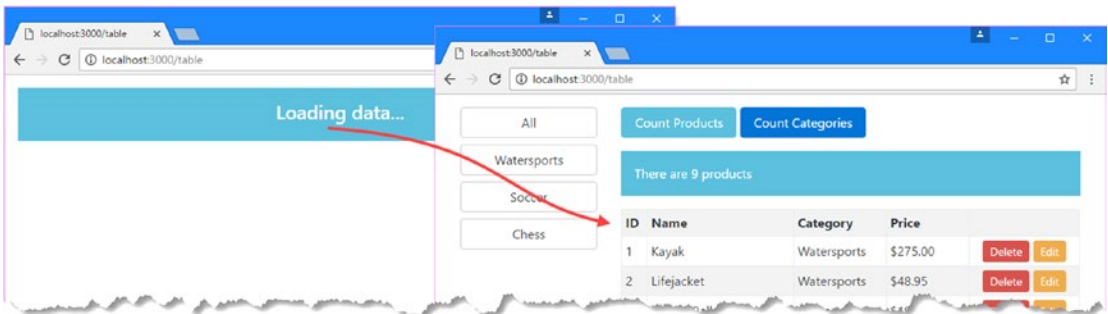 localhost:3000/table
localhost:3000/table
Loading data...
localhost:3000/table
localhost:3000/table
All
Watersports
Soccer
Chess
Count Products Count Categories
There are 9 products
ID Name Category Price
1 Kayak Watersports $275.00 Delete Edit
2 Lifejacket Watersports $48.95 Delete Edit